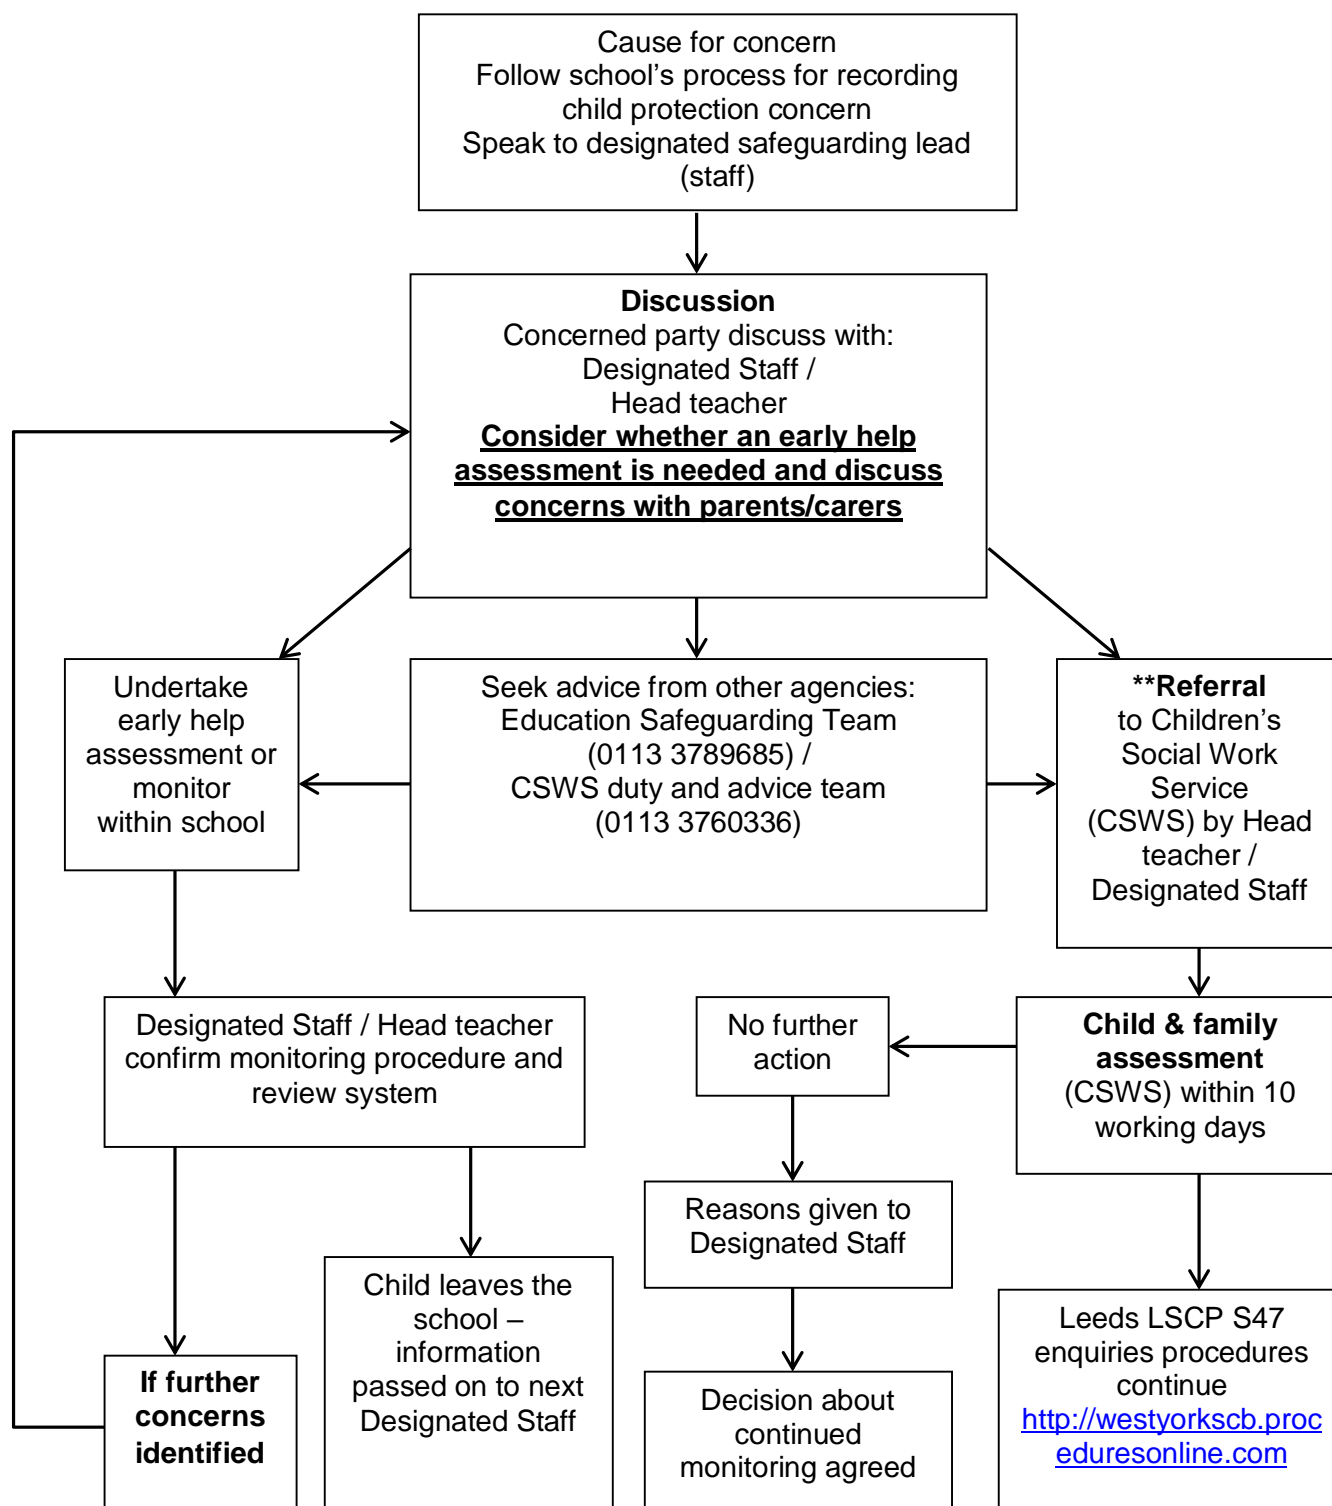 Cause for concern
Follow school’s process for recording
child protection concern
Speak to designated safeguarding lead
(staff)
Discussion
Concerned party discuss with:
Designated Staff /
Head teacher
Consider whether an early help
assessment is needed and discuss
concerns with parents/carers
Undertake
early help
assessment or
monitor
within school
Seek advice from other agencies:
Education Safeguarding Team
(0113 3789685) /
CSWS duty and advice team
(0113 3760336)
**Referral
to Children’s
Social Work
Service
(CSWS) by Head
teacher /
Designated Staff
Designated Staff / Head teacher
confirm monitoring procedure and
review system
No further
action
Child & family
assessment
(CSWS) within 10
working days
Reasons given to
Designated Staff
Child leaves the
school –
information
passed on to next
Designated Staff
Leeds LSCP S47
enquiries procedures
continue
http://westyorkscb.proc
eduresonline.com
If further
concerns
identified
Decision about
continued
monitoring agreed